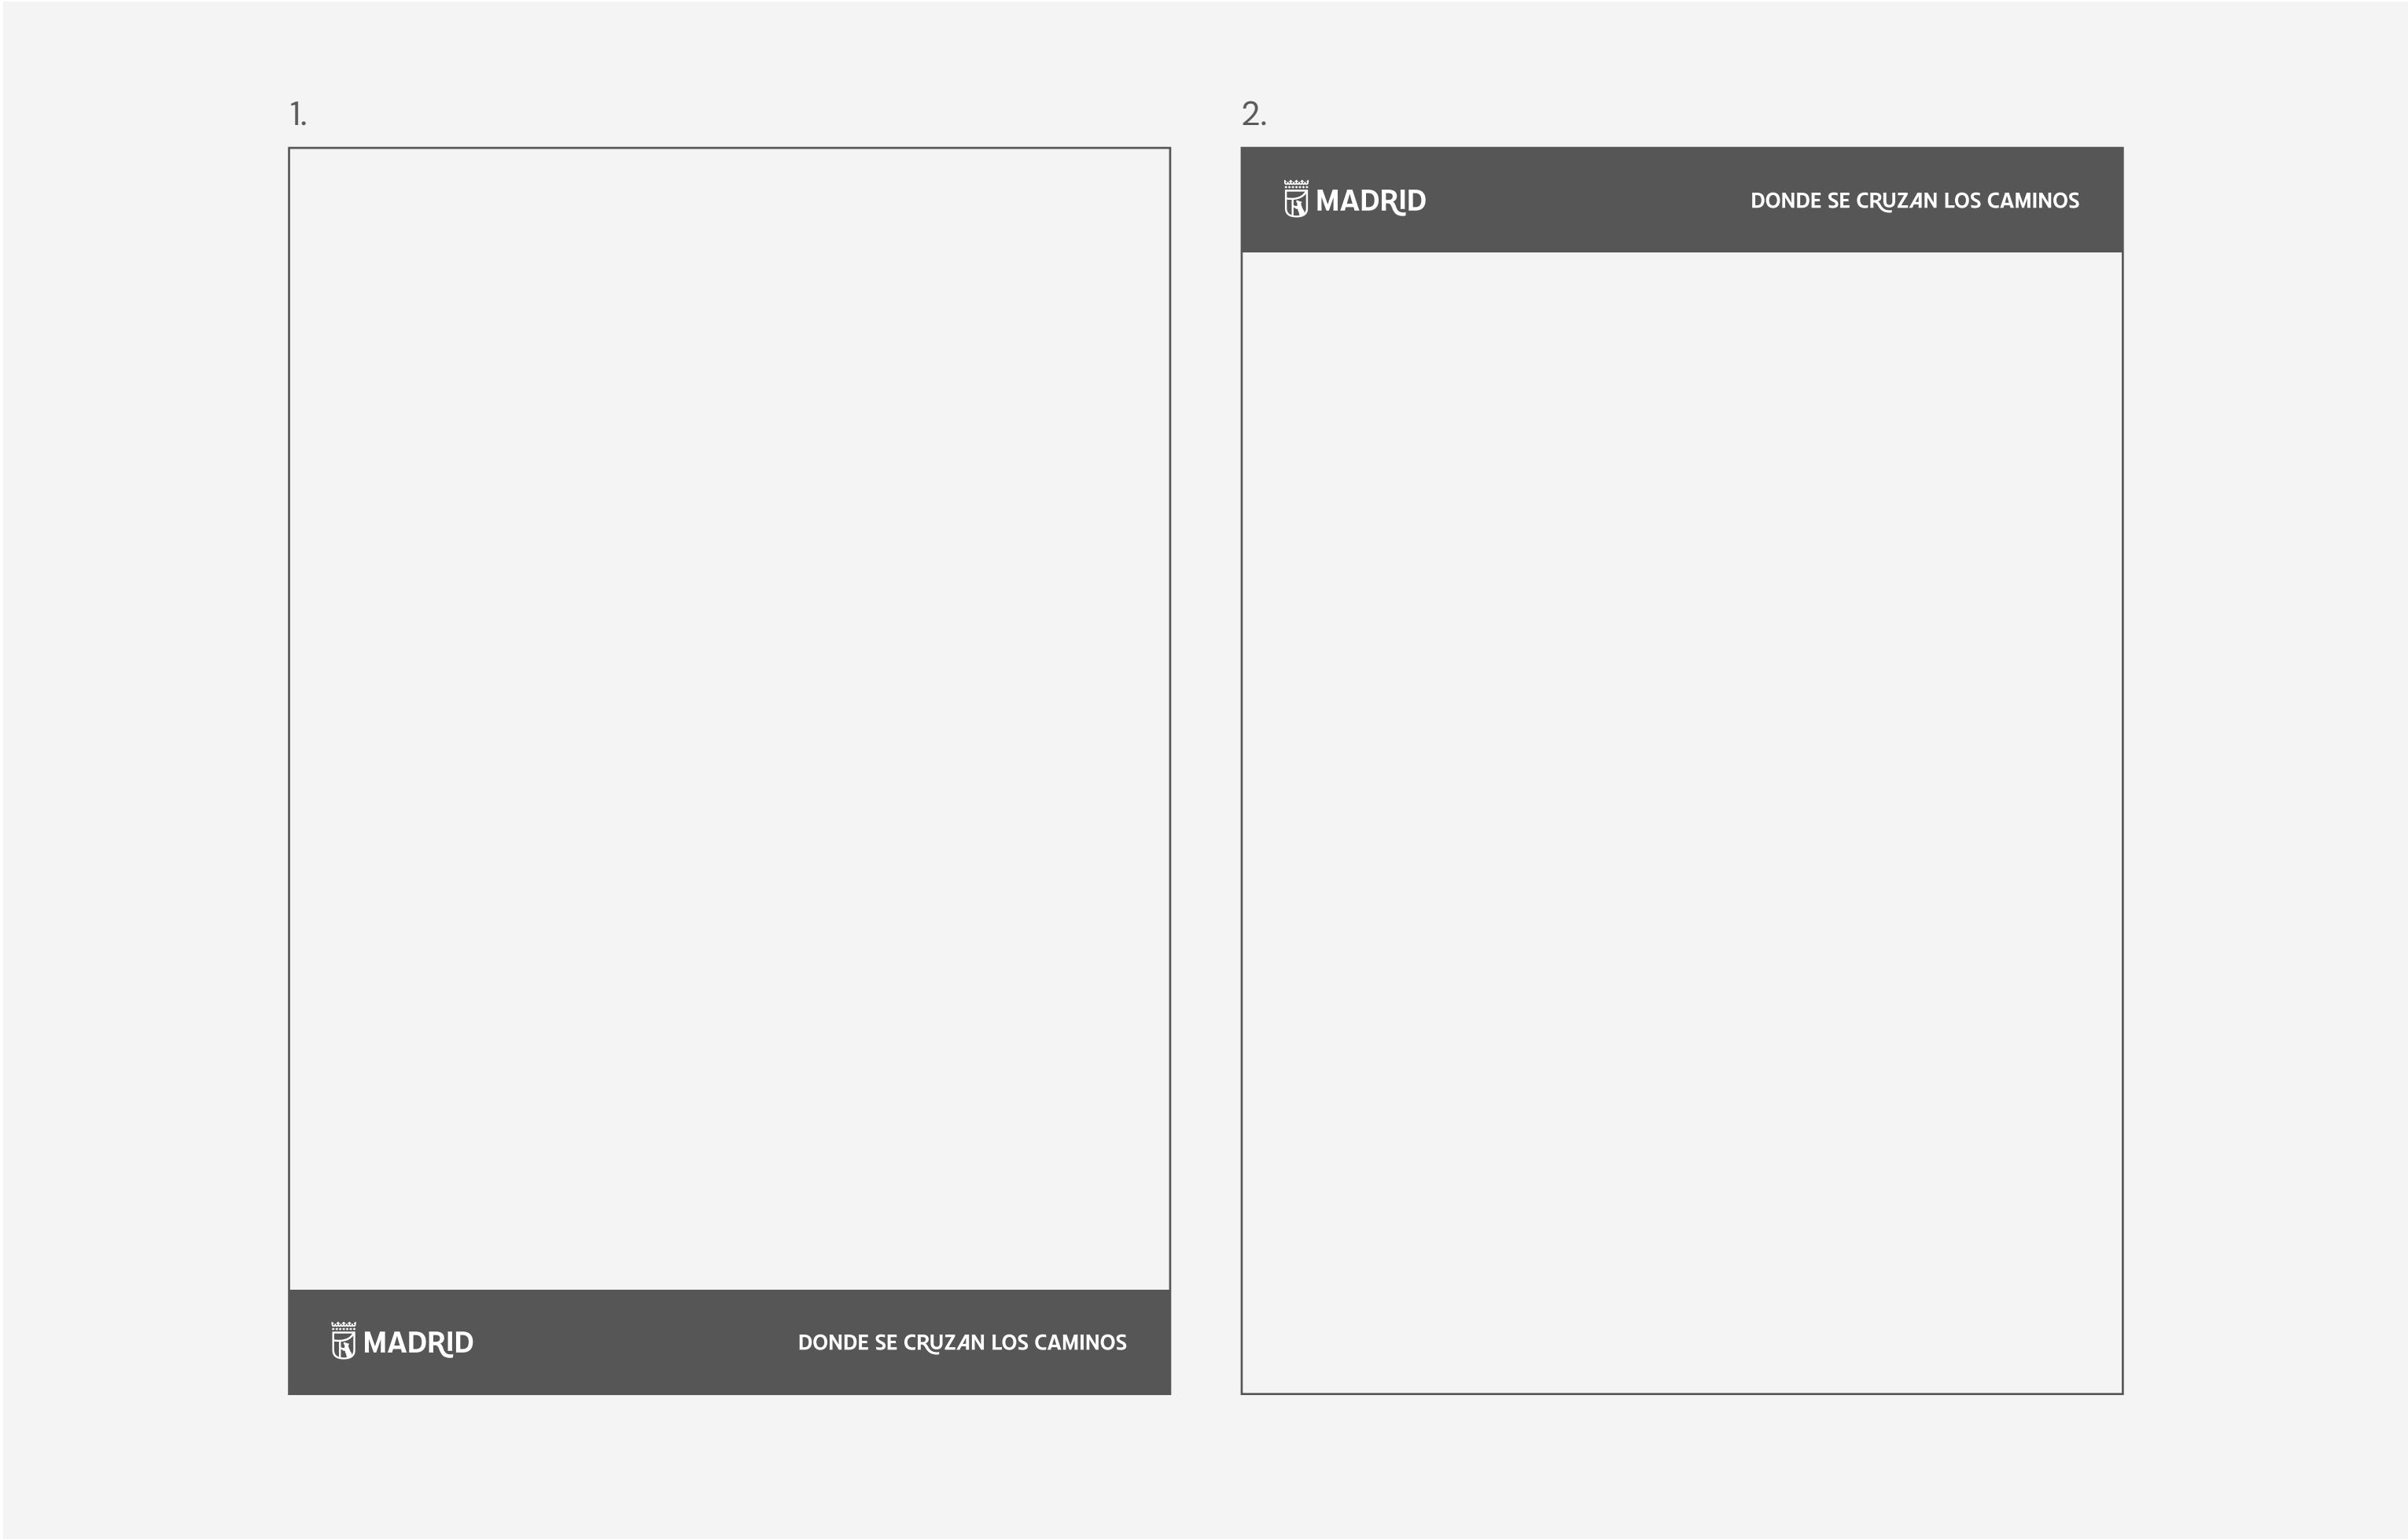 1.
MADRID
DONDE SE CRUZAN LOS CAMINOS
2.
MADRID
DONDE SE CRUZAN LOS CAMINOS